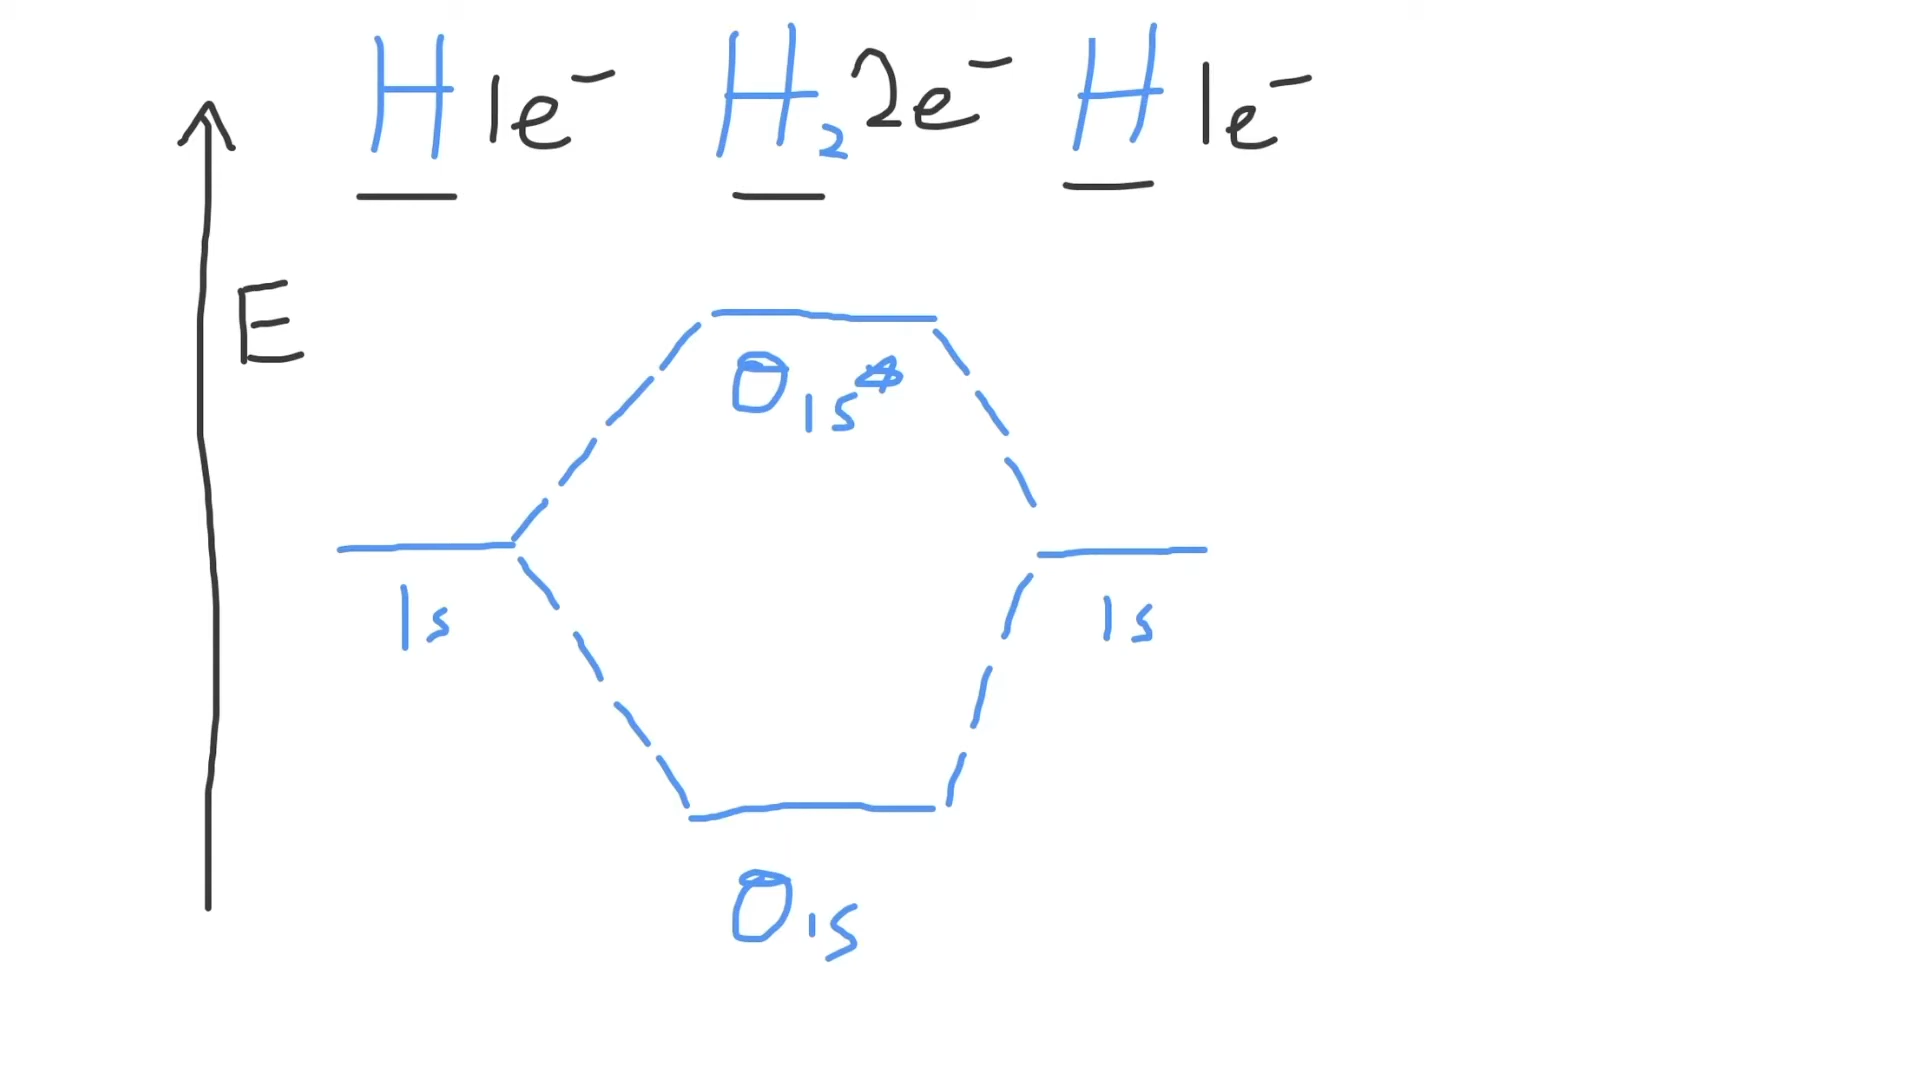 H 1e⁻ H₂ 2e⁻ H 1e⁻
E
σ₁s*
1s 1s
σ₁s